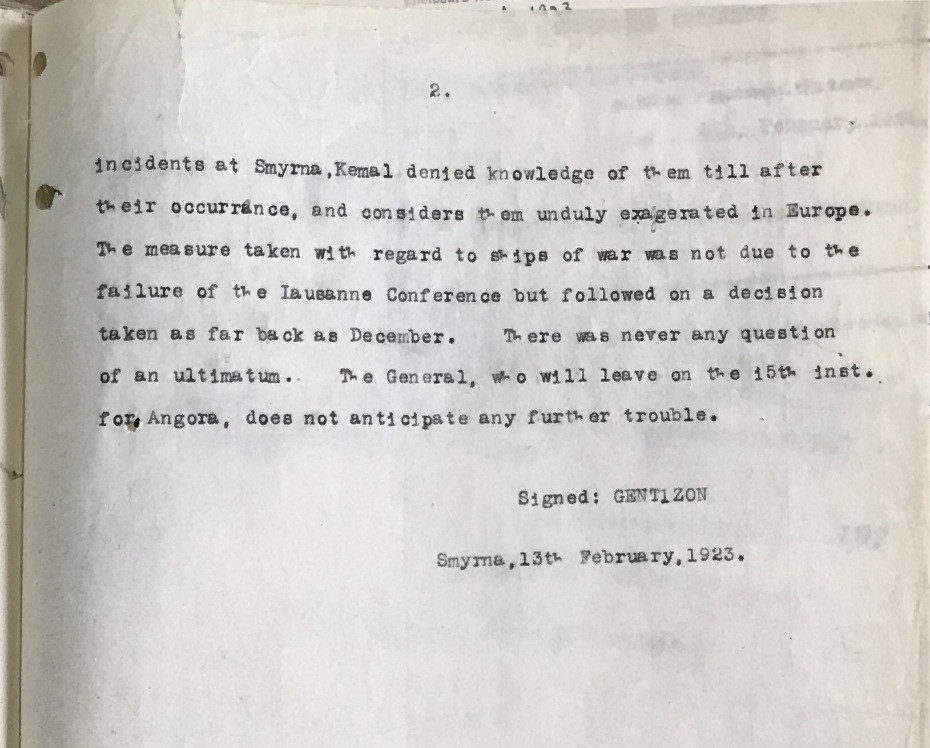 2.
incidents at Smyrna,Kemal denied knowledge of them till after
their occurrance, and considers them unduly exagerated in Europe.
The measure taken with regard to ships of war was not due to the
failure of the Lausanne Conference but followed on a decision
taken as far back as December. There was never any question
of an ultimatum. The General, who will leave on the 15th inst.
for Angora, does not anticipate any further trouble.
Signed: GENTIZON
Smyrna,13th February,1923.